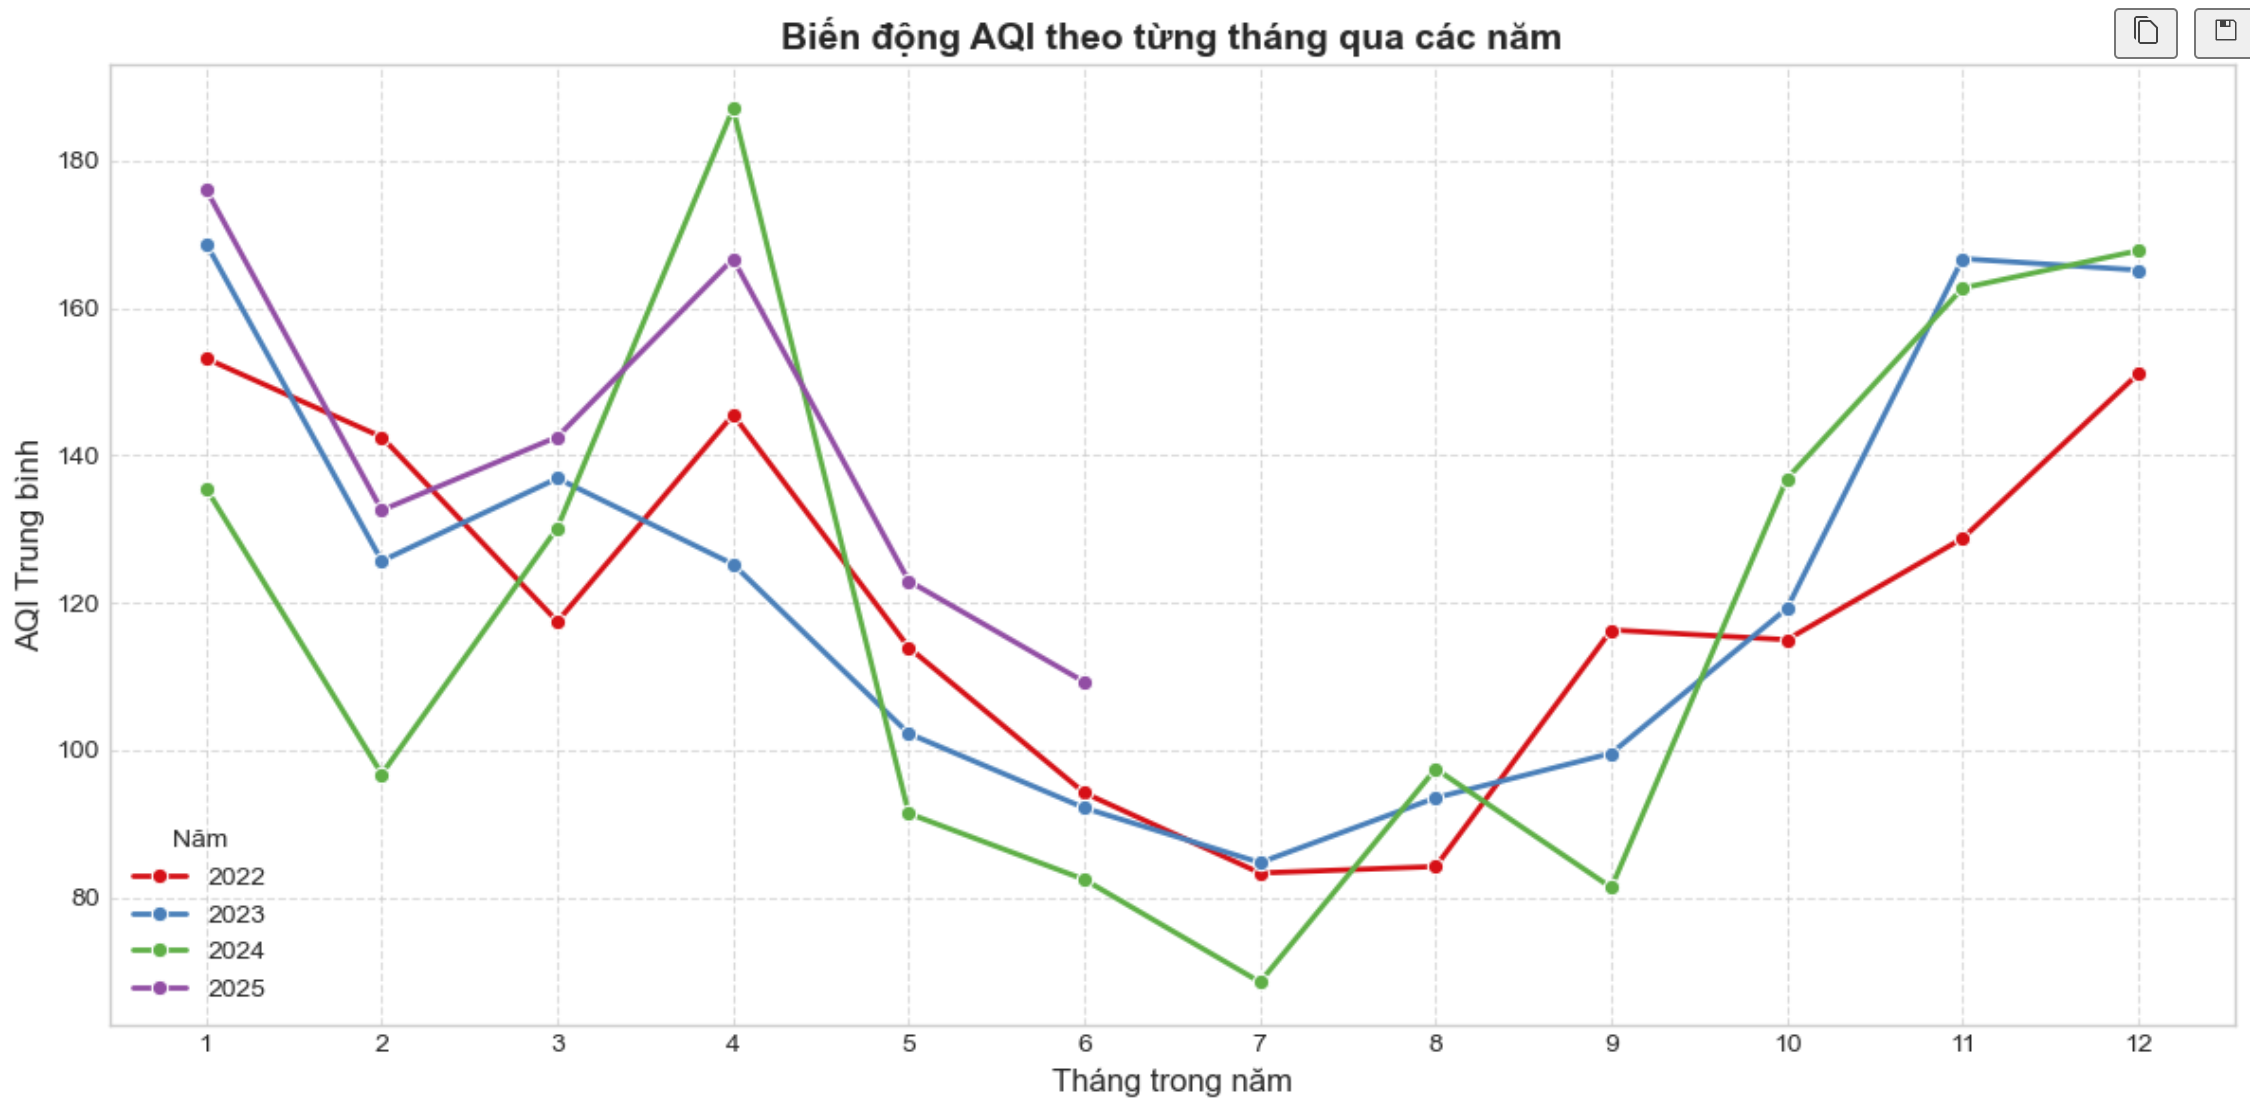 Biến động AQI theo từng tháng qua các năm
AQI Trung bình
180
160
140
120
100
80
Năm
2022
2023
2024
2025
1 2 3 4 5 6 7 8 9 10 11 12
Tháng trong năm